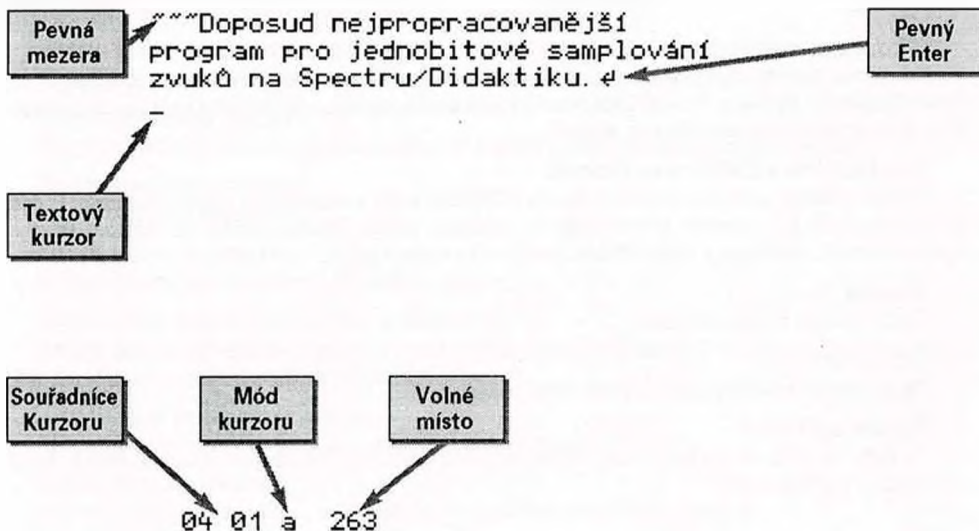 Pevná
mezera
~~~Doposud nejpropracovanější
program pro jednobitové samplování
zvuků na Spectru/Didaktiku.↲
_
Pevný
Enter
Textový
kurzor
Souřadnice
Kurzoru
Mód
kurzoru
Volné
místo
04 01 a 263